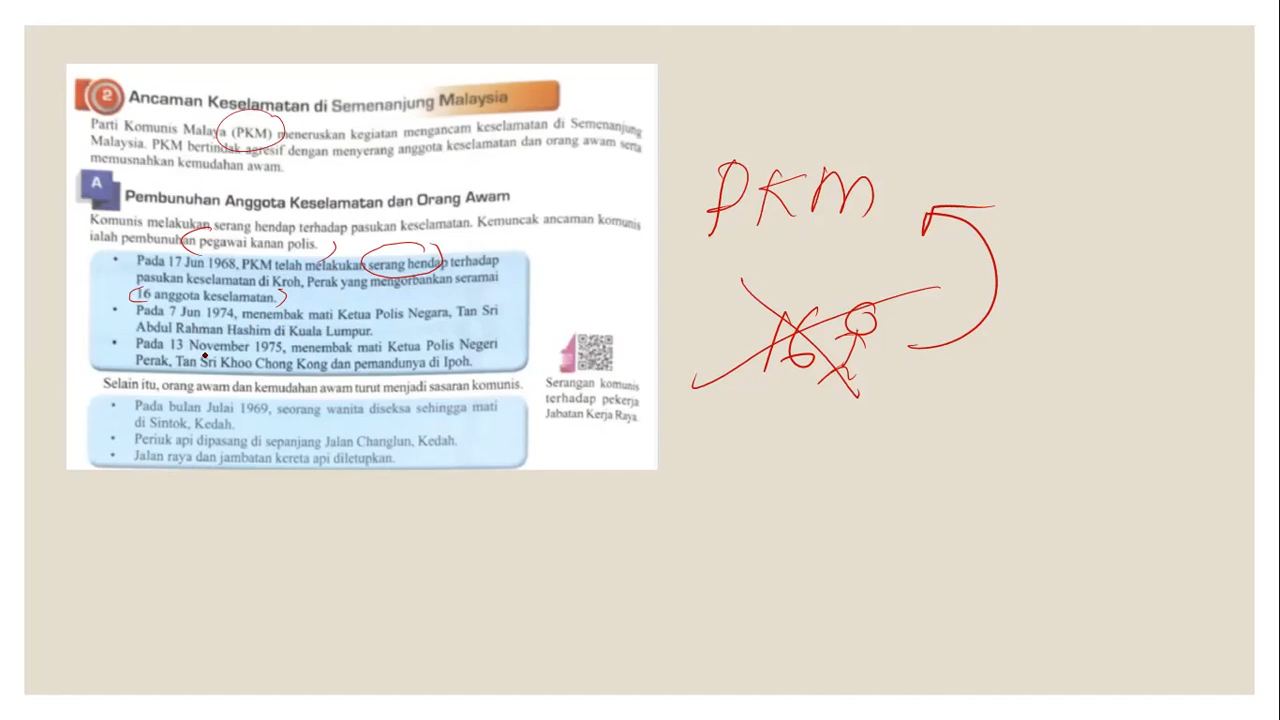 2 Ancaman Keselamatan di Semenanjung Malaysia
Parti Komunis Malaya (PKM) meneruskan kegiatan mengancam keselamatan di Semenanjung
Malaysia. PKM bertindak agresif dengan menyerang anggota keselamatan dan orang awam serta
memusnahkan kemudahan awam.
A Pembunuhan Anggota Keselamatan dan Orang Awam
Komunis melakukan serang hendap terhadap pasukan keselamatan. Kemuncak ancaman komunis
ialah pembunuhan pegawai kanan polis.
• Pada 17 Jun 1968, PKM telah melakukan serang hendap terhadap
pasukan keselamatan di Kroh, Perak yang mengorbankan seramai
16 anggota keselamatan.
• Pada 7 Jun 1974, menembak mati Ketua Polis Negara, Tan Sri
Abdul Rahman Hashim di Kuala Lumpur.
• Pada 13 November 1975, menembak mati Ketua Polis Negeri
Perak, Tan Sri Khoo Chong Kong dan pemandunya di Ipoh.
Selain itu, orang awam dan kemudahan awam turut menjadi sasaran komunis.
• Pada bulan Julai 1969, seorang wanita diseksa sehingga mati
di Sintok, Kedah.
• Periuk api dipasang di sepanjang Jalan Changlun, Kedah.
• Jalan raya dan jambatan kereta api diletupkan.
Serangan komunis
terhadap pekerja
Jabatan Kerja Raya.
PKM
16